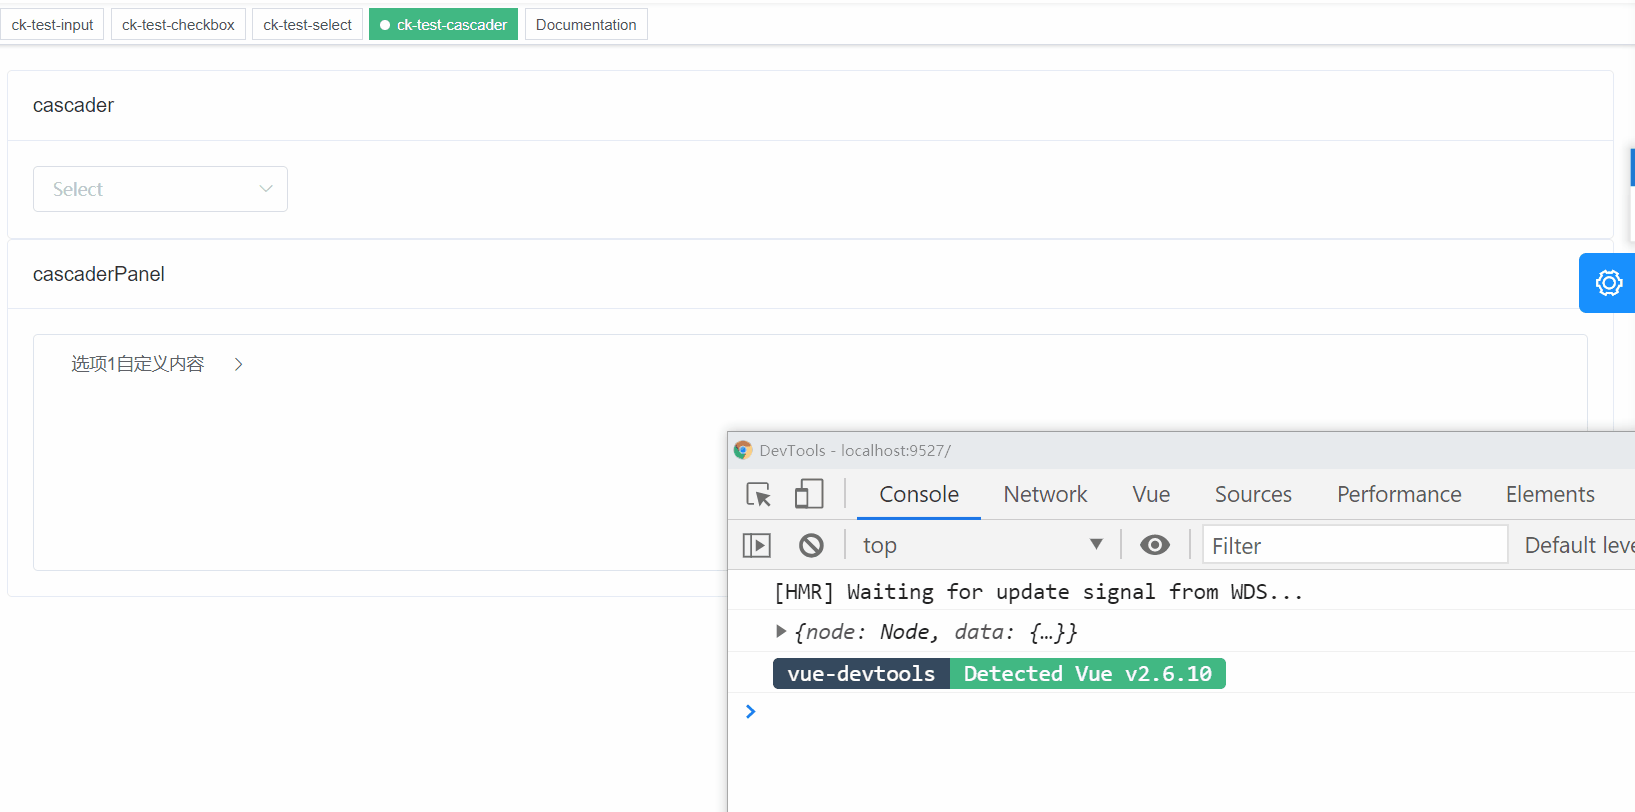 ck-test-input ck-test-checkbox ck-test-select ck-test-cascader Documentation
cascader
Select
cascaderPanel
选项1自定义内容
DevTools - localhost:9527/
Console Network Vue Sources Performance Elements
top Filter Default leve
[HMR] Waiting for update signal from WDS...
{node: Node, data: {…}}
vue-devtools Detected Vue v2.6.10